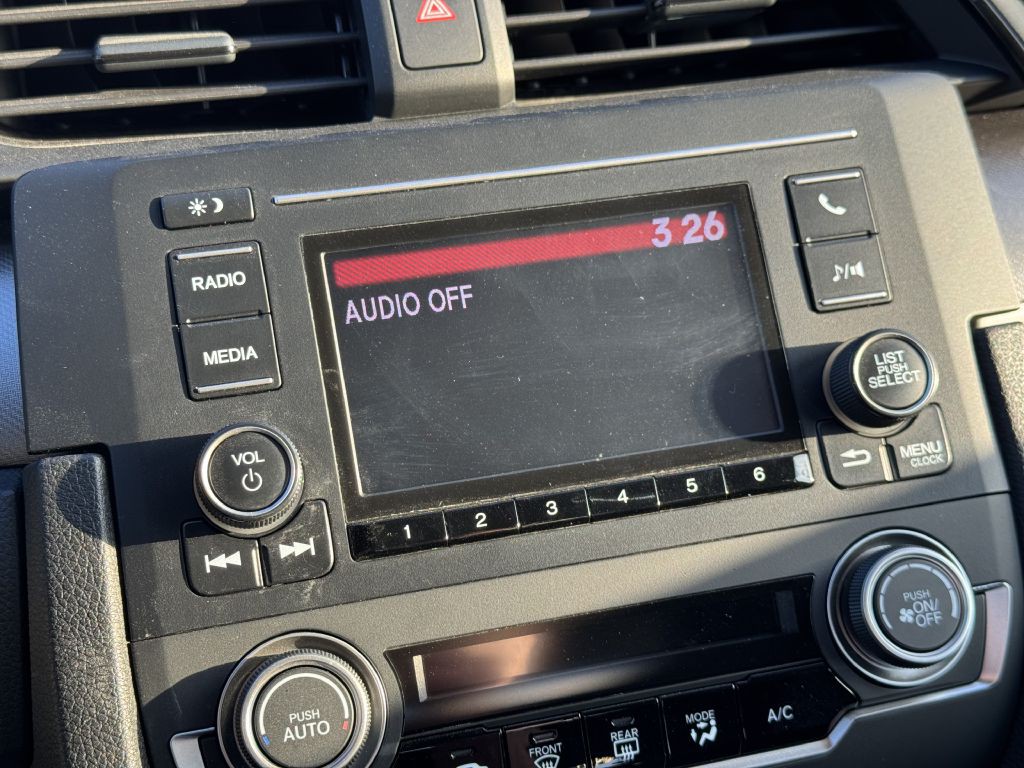 3 26
AUDIO OFF
RADIO
MEDIA
VOL
LIST
PUSH
SELECT
MENU
CLOCK
1 2 3 4 5 6
PUSH
ON/
OFF
PUSH
AUTO
FRONT
REAR
MODE
A/C